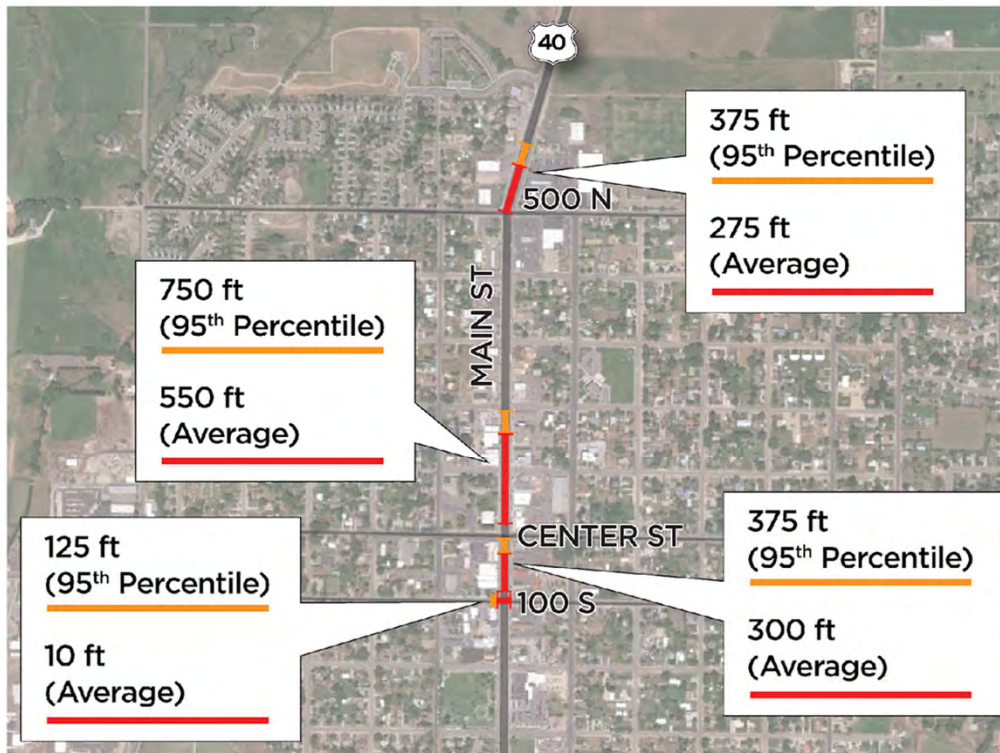 40
375 ft
(95th Percentile)
275 ft
(Average)
500 N
MAIN ST
750 ft
(95th Percentile)
550 ft
(Average)
CENTER ST
125 ft
(95th Percentile)
10 ft
(Average)
100 S
375 ft
(95th Percentile)
300 ft
(Average)